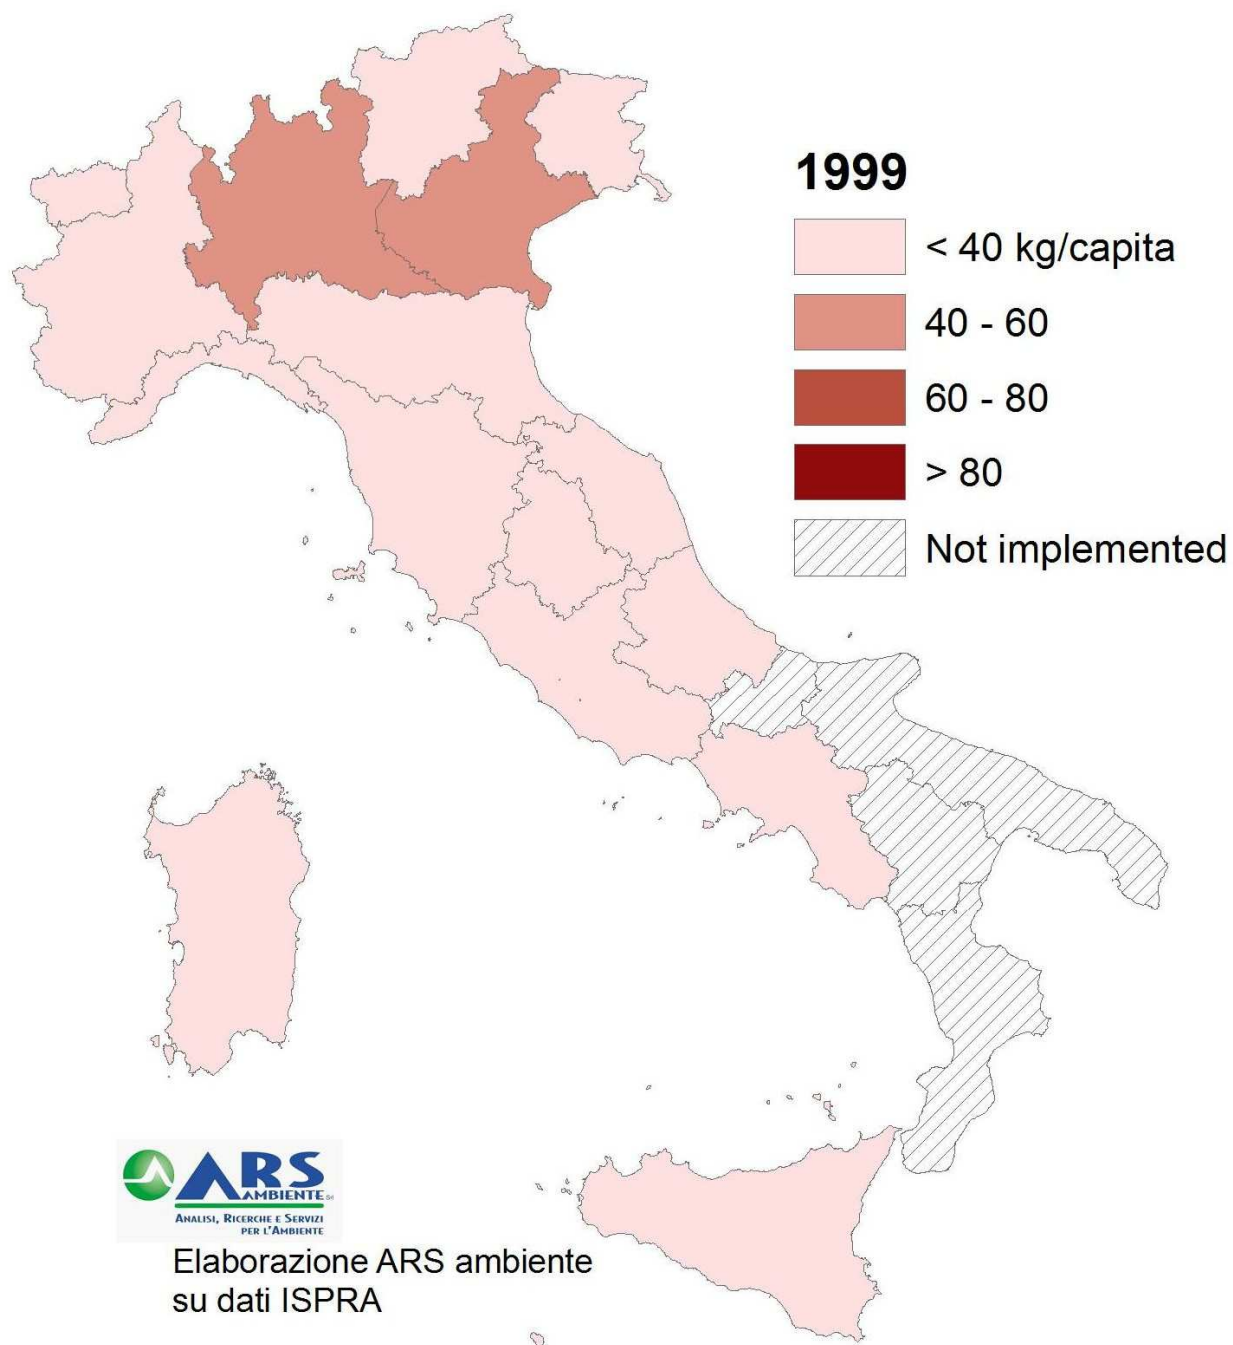 1999
< 40 kg/capita
40 - 60
60 - 80
> 80
Not implemented
ARS
AMBIENTE
ANALISI, RICERCHE E SERVIZI
PER L'AMBIENTE
Elaborazione ARS ambiente
su dati ISPRA